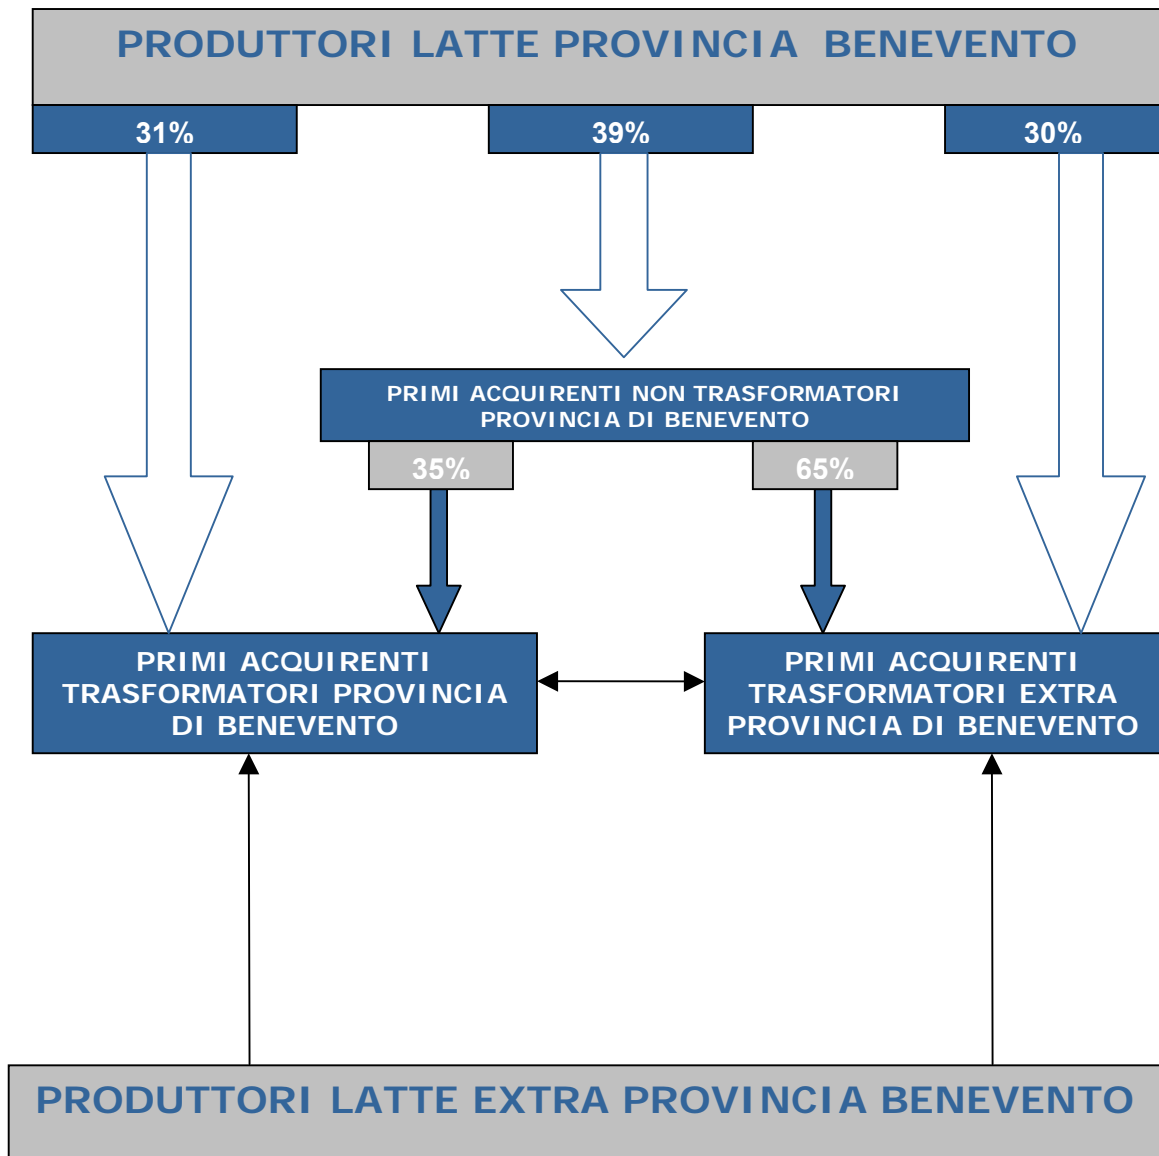 PRODUTTORI LATTE PROVINCIA BENEVENTO
31%
39%
30%
PRIMI ACQUIRENTI NON TRASFORMATORI
PROVINCIA DI BENEVENTO
35%
65%
PRIMI ACQUIRENTI
TRASFORMATORI PROVINCIA
DI BENEVENTO
PRIMI ACQUIRENTI
TRASFORMATORI EXTRA
PROVINCIA DI BENEVENTO
PRODUTTORI LATTE EXTRA PROVINCIA BENEVENTO